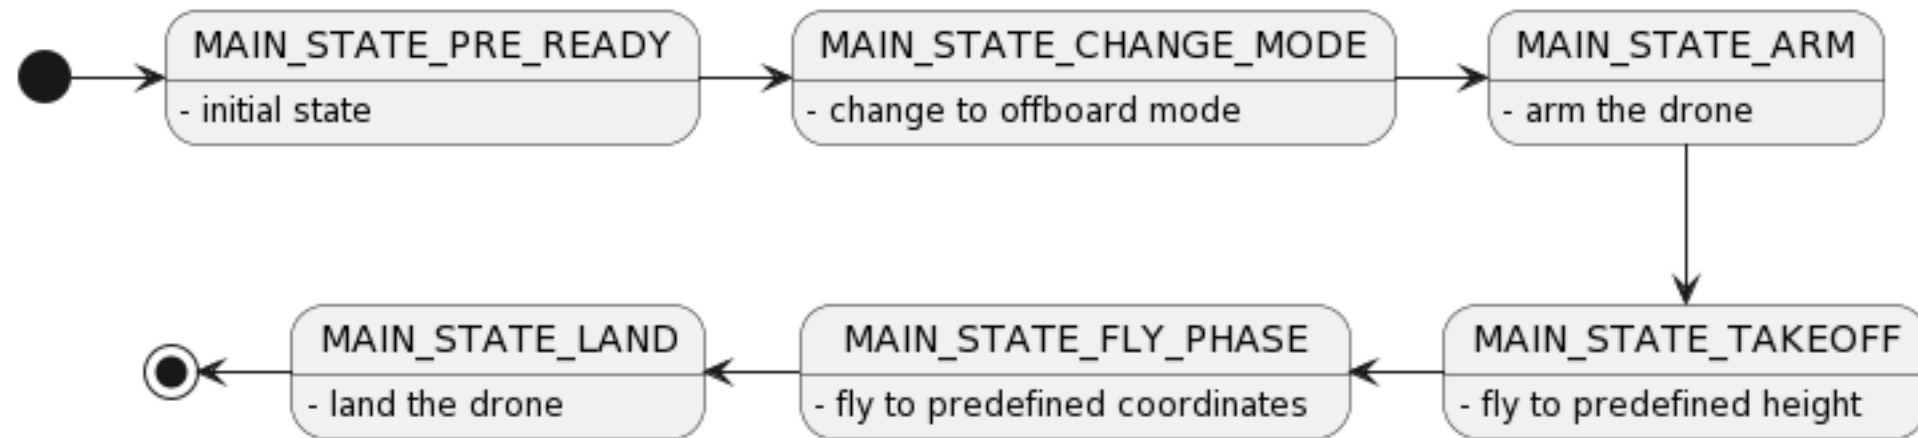 MAIN_STATE_PRE_READY
- initial state
MAIN_STATE_CHANGE_MODE
- change to offboard mode
MAIN_STATE_ARM
- arm the drone
MAIN_STATE_LAND
- land the drone
MAIN_STATE_FLY_PHASE
- fly to predefined coordinates
MAIN_STATE_TAKEOFF
- fly to predefined height